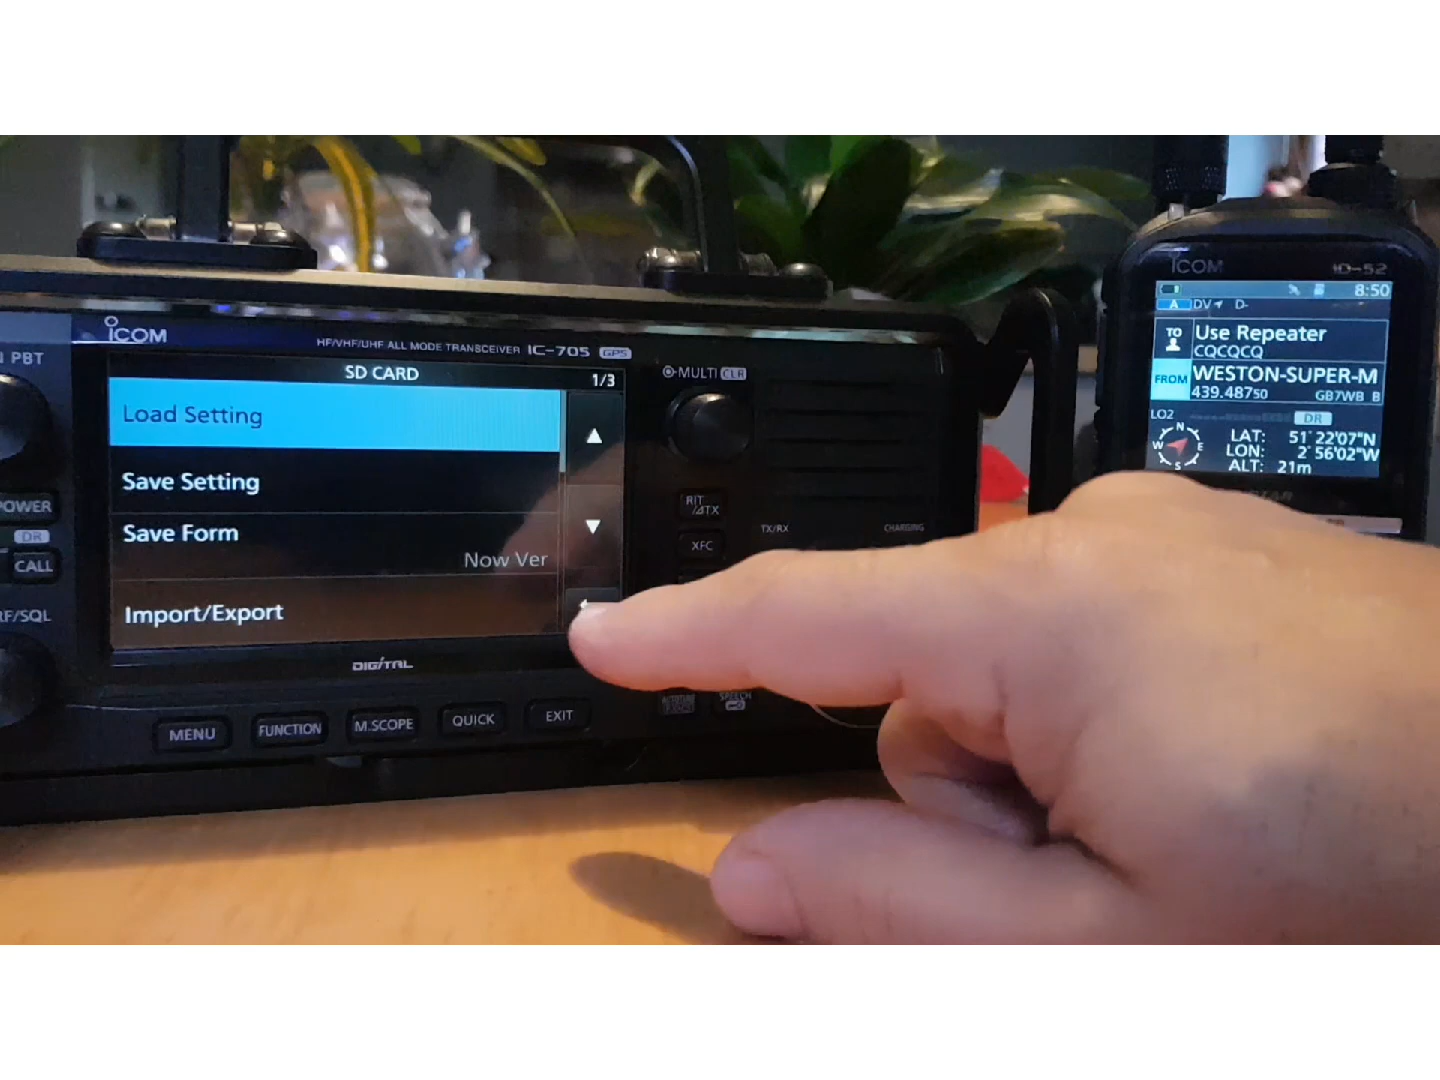 ICOM
HF/VHF/UHF ALL MODE TRANSCEIVER IC-705 GPS
PBT
SD CARD
1/3
Load Setting
Save Setting
Save Form
Now Ver
Import/Export
DIGITAL
MENU
FUNCTION
M.SCOPE
QUICK
EXIT
POWER
DR
CALL
RF/SQL
MULTI CLR
RIT
/ΔTX
XFC
TX/RX
CHARGING
SPEECH
ICOM
ID-52
8:50
A DV D-
TO
Use Repeater
CQCQCQ
FROM
WESTON-SUPER-M
439.48750 GB7WB B
LO2
DR
N
W E
S
LAT: 51°22'07"N
LON: 2°56'02"W
ALT: 21m